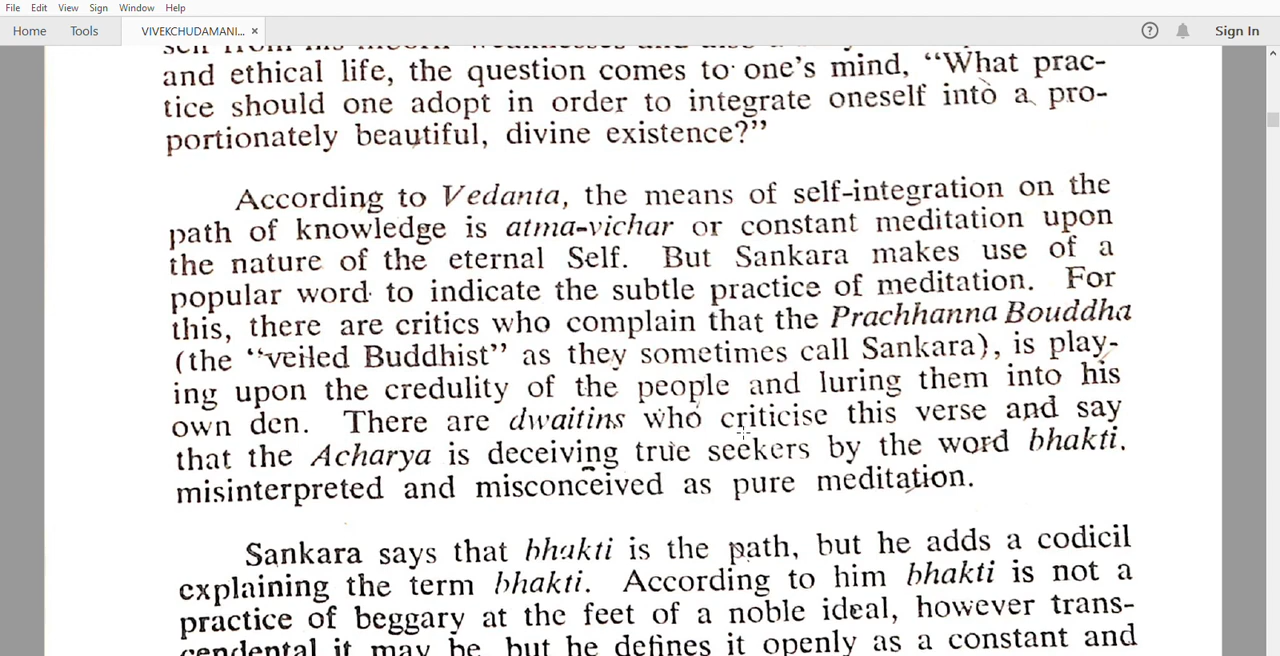 File Edit View Sign Window Help
Home Tools VIVEKCHUDAMANI... × Sign In
and ethical life, the question comes to one's mind, “What prac-
tice should one adopt in order to integrate oneself into a pro-
portionately beautiful, divine existence?”
According to Vedanta, the means of self-integration on the
path of knowledge is atma-vichar or constant meditation upon
the nature of the eternal Self. But Sankara makes use of a
popular word to indicate the subtle practice of meditation. For
this, there are critics who complain that the Prachhanna Bouddha
(the “veiled Buddhist” as they sometimes call Sankara), is play-
ing upon the credulity of the people and luring them into his
own den. There are dwaitins who criticise this verse and say
that the Acharya is deceiving true seekers by the word bhakti.
misinterpreted and misconceived as pure meditation.
Sankara says that bhakti is the path, but he adds a codicil
explaining the term bhakti. According to him bhakti is not a
practice of beggary at the feet of a noble ideal, however trans-
cendental it may be, but he defines it openly as a constant and